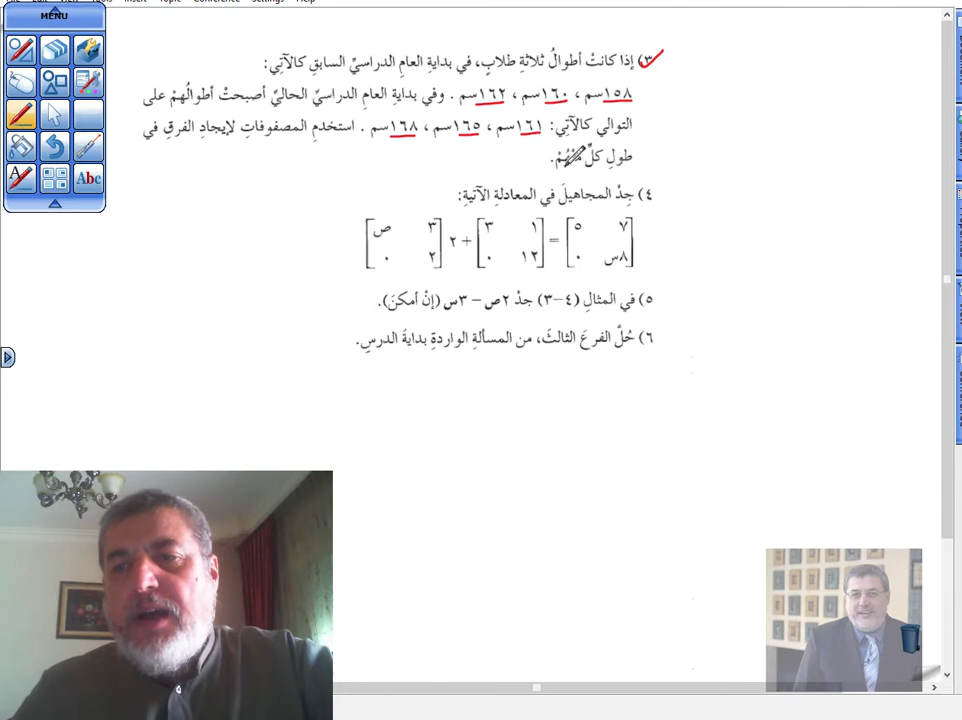 MENU
Abc
٣) إذا كانتْ أطوالُ ثلاثةِ طلابٍ، في بدايةِ العامِ الدراسيِّ السابقِ كالآتِي:
١٥٨سم ، ١٦٠سم ، ١٦٢سم . وفي بدايةِ العامِ الدراسيِّ الحاليِّ أصبحتْ أطوالُهمْ على
التوالي كالآتي: ١٦١سم ، ١٦٥سم ، ١٦٨سم . استخدمِ المصفوفاتِ لإيجادِ الفرقِ في
طولِ كلٍّ مِنْهُمْ.
٤) جِدْ المجاهيلَ في المعادلةِ الآتيةِ:
[٧ ٥] = [١ ٣] + ٢ [٣ ص]
[٨س ٠] [١٢ ٠] [٢ ٠]
٥) في المثالِ (٤-٣) جدْ ٢ص - ٣س (إنْ أمكنَ).
٦) حُلَّ الفرعَ الثالثَ، من المسألةِ الواردةِ بدايةَ الدرسِ.